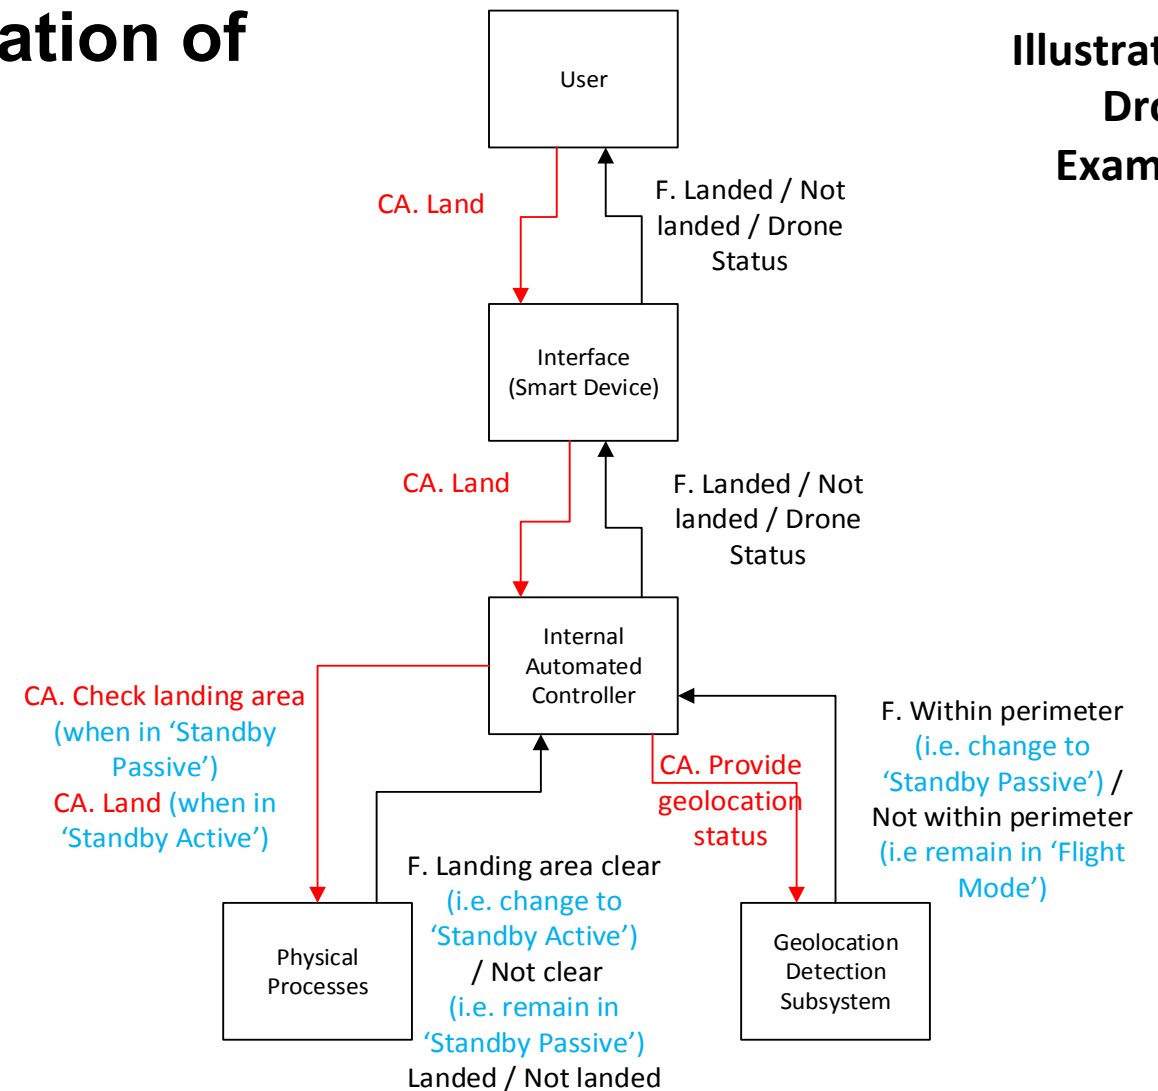 ation of
Illustrat
Dro
Exam
User
CA. Land
F. Landed / Not
landed / Drone
Status
Interface
(Smart Device)
CA. Land
F. Landed / Not
landed / Drone
Status
Internal
Automated
Controller
CA. Check landing area
(when in ‘Standby
Passive’)
CA. Land (when in
‘Standby Active’)
CA. Provide
geolocation
status
F. Within perimeter
(i.e. change to
‘Standby Passive’) /
Not within perimeter
(i.e remain in ‘Flight
Mode’)
F. Landing area clear
(i.e. change to
‘Standby Active’)
/ Not clear
(i.e. remain in
‘Standby Passive’)
Landed / Not landed
Physical
Processes
Geolocation
Detection
Subsystem